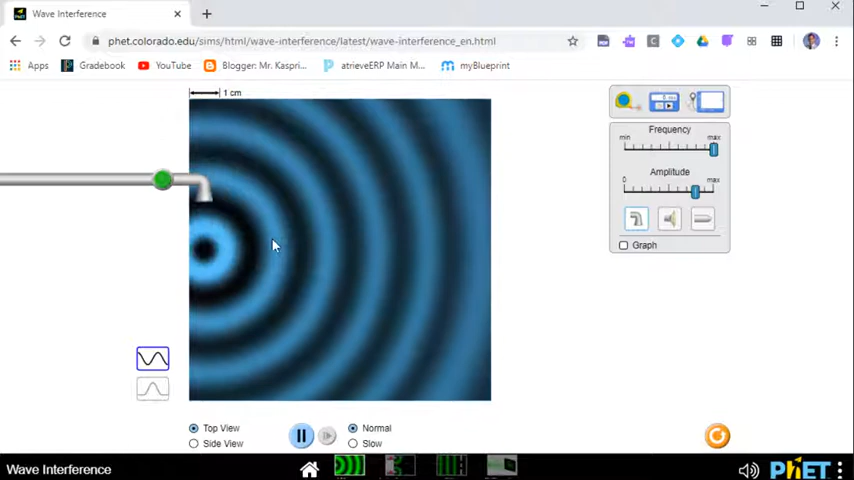 PhET Wave Interference
phet.colorado.edu/sims/html/wave-interference/latest/wave-interference_en.html
Apps Gradebook YouTube Blogger: Mr. Kaspri... atrieveERP Main M... myBlueprint
1 cm
Frequency
min max
Amplitude
0 max
Graph
Top View Normal
Side View Slow
Wave Interference PhET